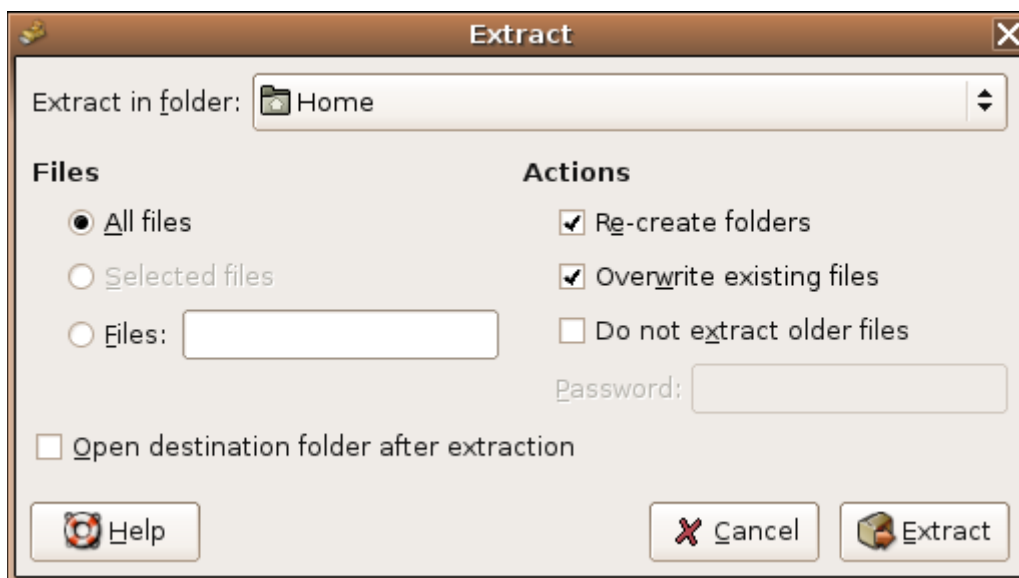 Extract
Extract in folder: Home
Files
All files
Selected files
Files:
Actions
Re-create folders
Overwrite existing files
Do not extract older files
Password:
Open destination folder after extraction
Help
Cancel
Extract